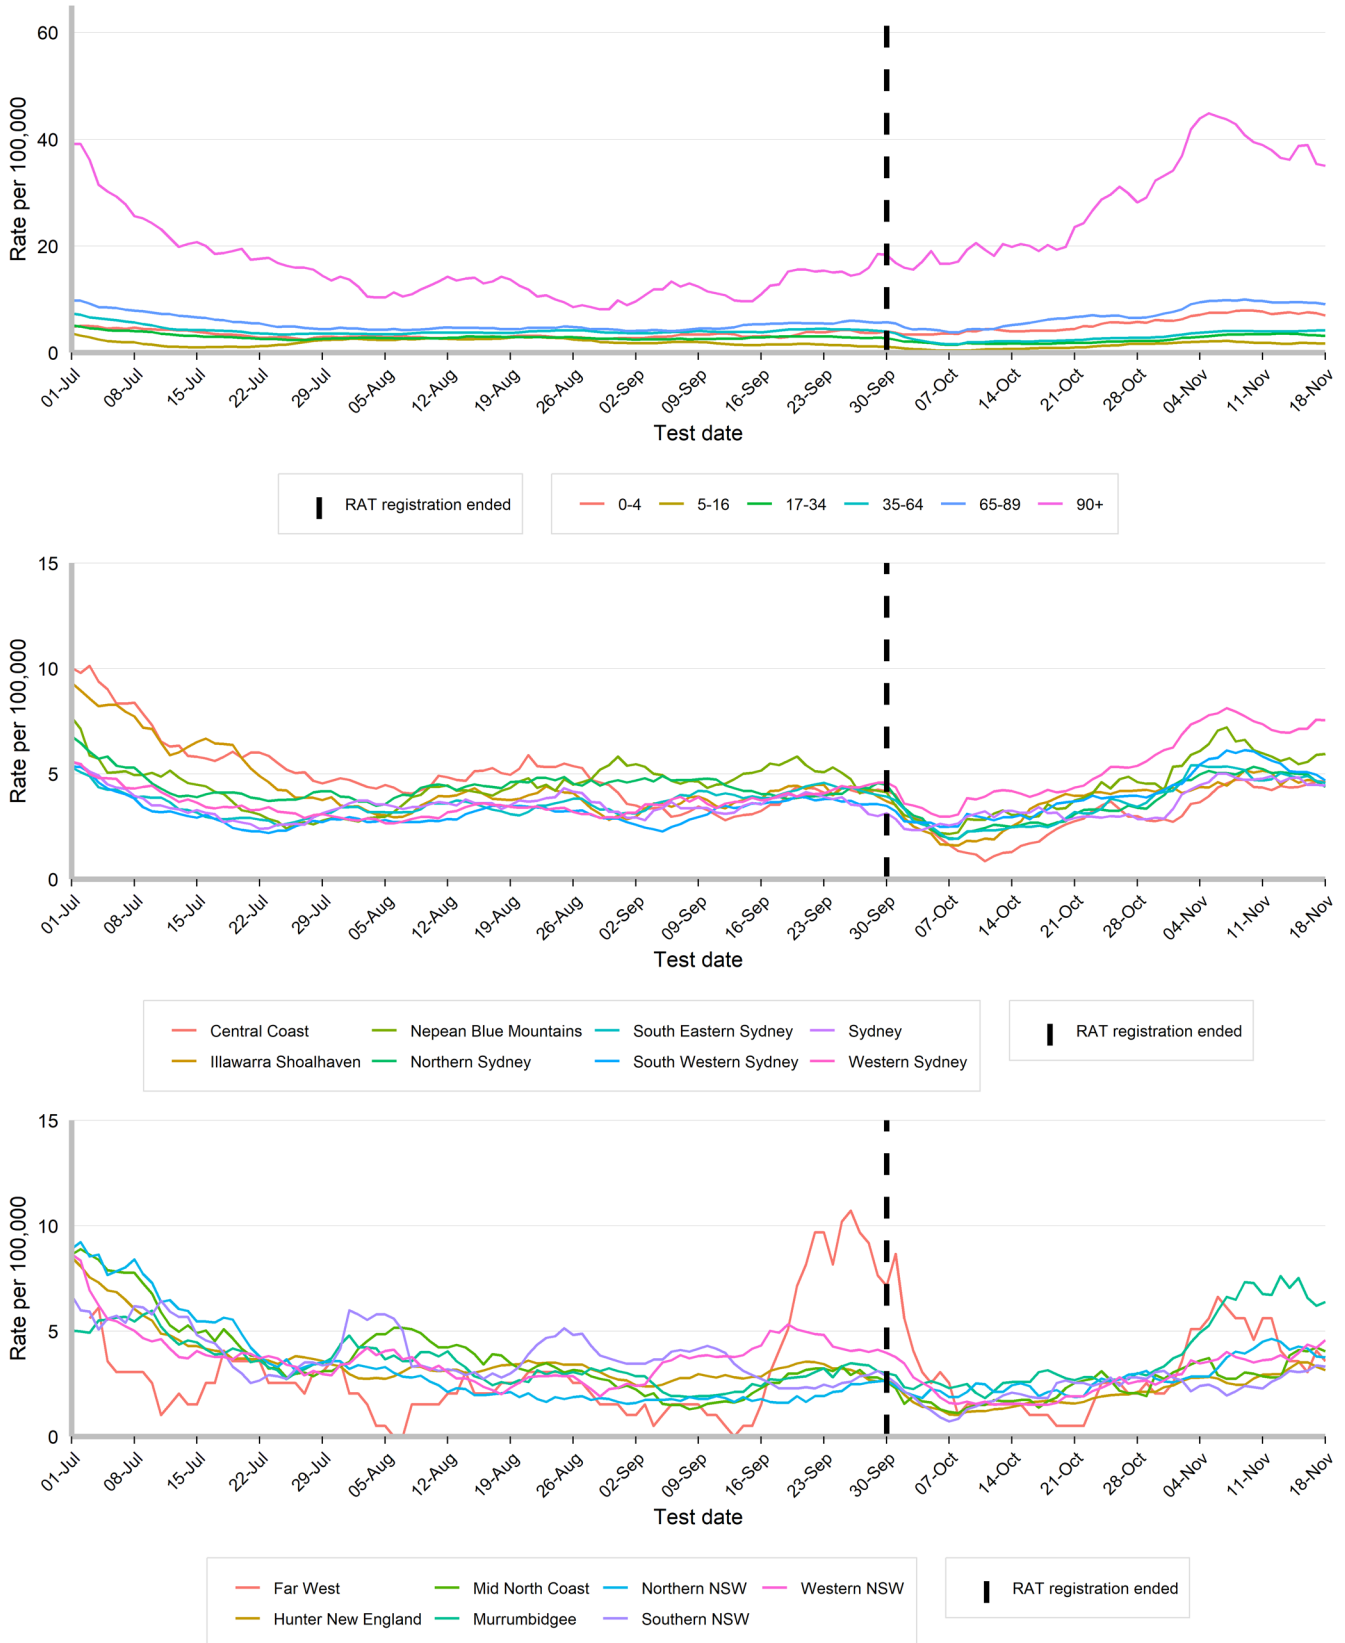 60
40
20
0
Rate per 100,000
01-Jul 08-Jul 15-Jul 22-Jul 29-Jul 05-Aug 12-Aug 19-Aug 26-Aug 02-Sep 09-Sep 16-Sep 23-Sep 30-Sep 07-Oct 14-Oct 21-Oct 28-Oct 04-Nov 11-Nov 18-Nov
Test date
RAT registration ended 0-4 5-16 17-34 35-64 65-89 90+
15
10
5
0
Rate per 100,000
01-Jul 08-Jul 15-Jul 22-Jul 29-Jul 05-Aug 12-Aug 19-Aug 26-Aug 02-Sep 09-Sep 16-Sep 23-Sep 30-Sep 07-Oct 14-Oct 21-Oct 28-Oct 04-Nov 11-Nov 18-Nov
Test date
Central Coast Nepean Blue Mountains South Eastern Sydney Sydney RAT registration ended
Illawarra Shoalhaven Northern Sydney South Western Sydney Western Sydney
15
10
5
0
Rate per 100,000
01-Jul 08-Jul 15-Jul 22-Jul 29-Jul 05-Aug 12-Aug 19-Aug 26-Aug 02-Sep 09-Sep 16-Sep 23-Sep 30-Sep 07-Oct 14-Oct 21-Oct 28-Oct 04-Nov 11-Nov 18-Nov
Test date
Far West Mid North Coast Northern NSW Western NSW RAT registration ended
Hunter New England Murrumbidgee Southern NSW